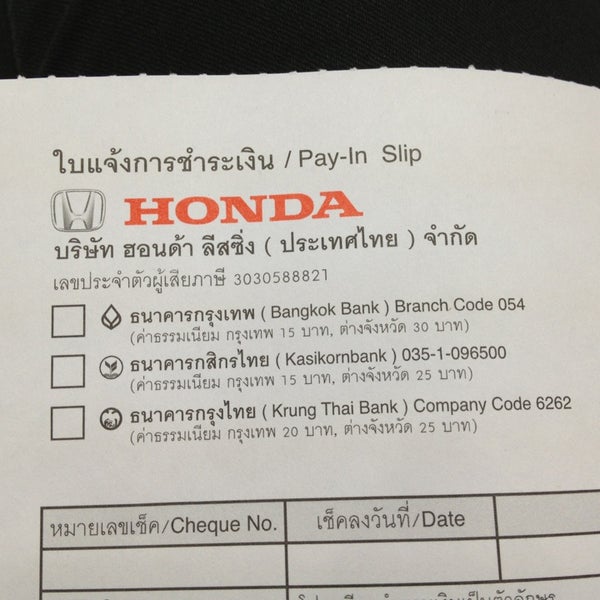 ใบแจ้งการชำระเงิน / Pay-In Slip
HONDA
บริษัท ฮอนด้า ลีสซิ่ง ( ประเทศไทย ) จำกัด
เลขประจำตัวผู้เสียภาษี 3030588821
ธนาคารกรุงเทพ ( Bangkok Bank ) Branch Code 054
(ค่าธรรมเนียม กรุงเทพ 15 บาท, ต่างจังหวัด 30 บาท)
ธนาคารกสิกรไทย ( Kasikornbank ) 035-1-096500
(ค่าธรรมเนียม กรุงเทพ 15 บาท, ต่างจังหวัด 25 บาท)
ธนาคารกรุงไทย ( Krung Thai Bank ) Company Code 6262
(ค่าธรรมเนียม กรุงเทพ 20 บาท, ต่างจังหวัด 25 บาท)
หมายเลขเช็ค/Cheque No. เช็คลงวันที่/Date